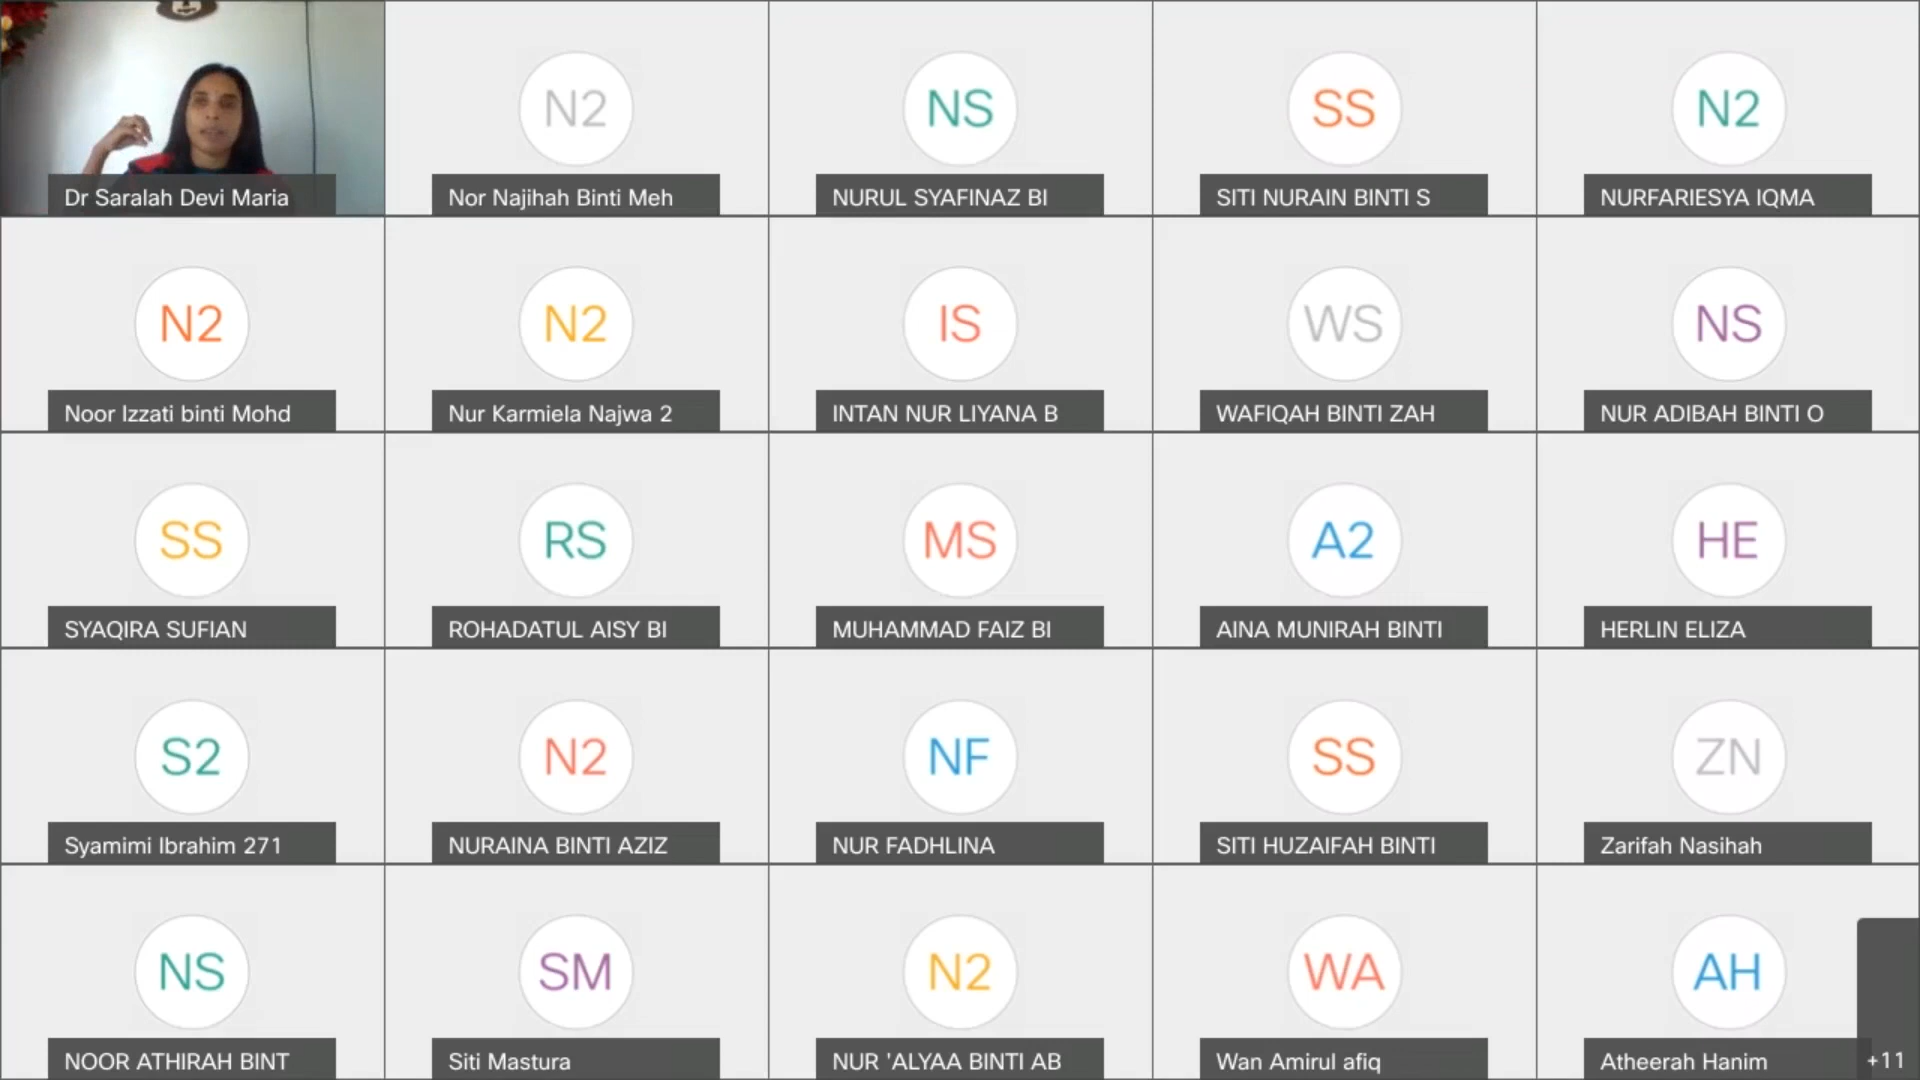 Dr Saralah Devi Maria
N2
Nor Najihah Binti Meh
NS
NURUL SYAFINAZ BI
SS
SITI NURAIN BINTI S
N2
NURFARIESYA IQMA
N2
Noor Izzati binti Mohd
N2
Nur Karmiela Najwa 2
IS
INTAN NUR LIYANA B
WS
WAFIQAH BINTI ZAH
NS
NUR ADIBAH BINTI O
SS
SYAQIRA SUFIAN
RS
ROHADATUL AISY BI
MS
MUHAMMAD FAIZ BI
A2
AINA MUNIRAH BINTI
HE
HERLIN ELIZA
S2
Syamimi Ibrahim 271
N2
NURAINA BINTI AZIZ
NF
NUR FADHLINA
SS
SITI HUZAIFAH BINTI
ZN
Zarifah Nasihah
NS
NOOR ATHIRAH BINT
SM
Siti Mastura
N2
NUR 'ALYAA BINTI AB
WA
Wan Amirul afiq
AH
Atheerah Hanim
+11